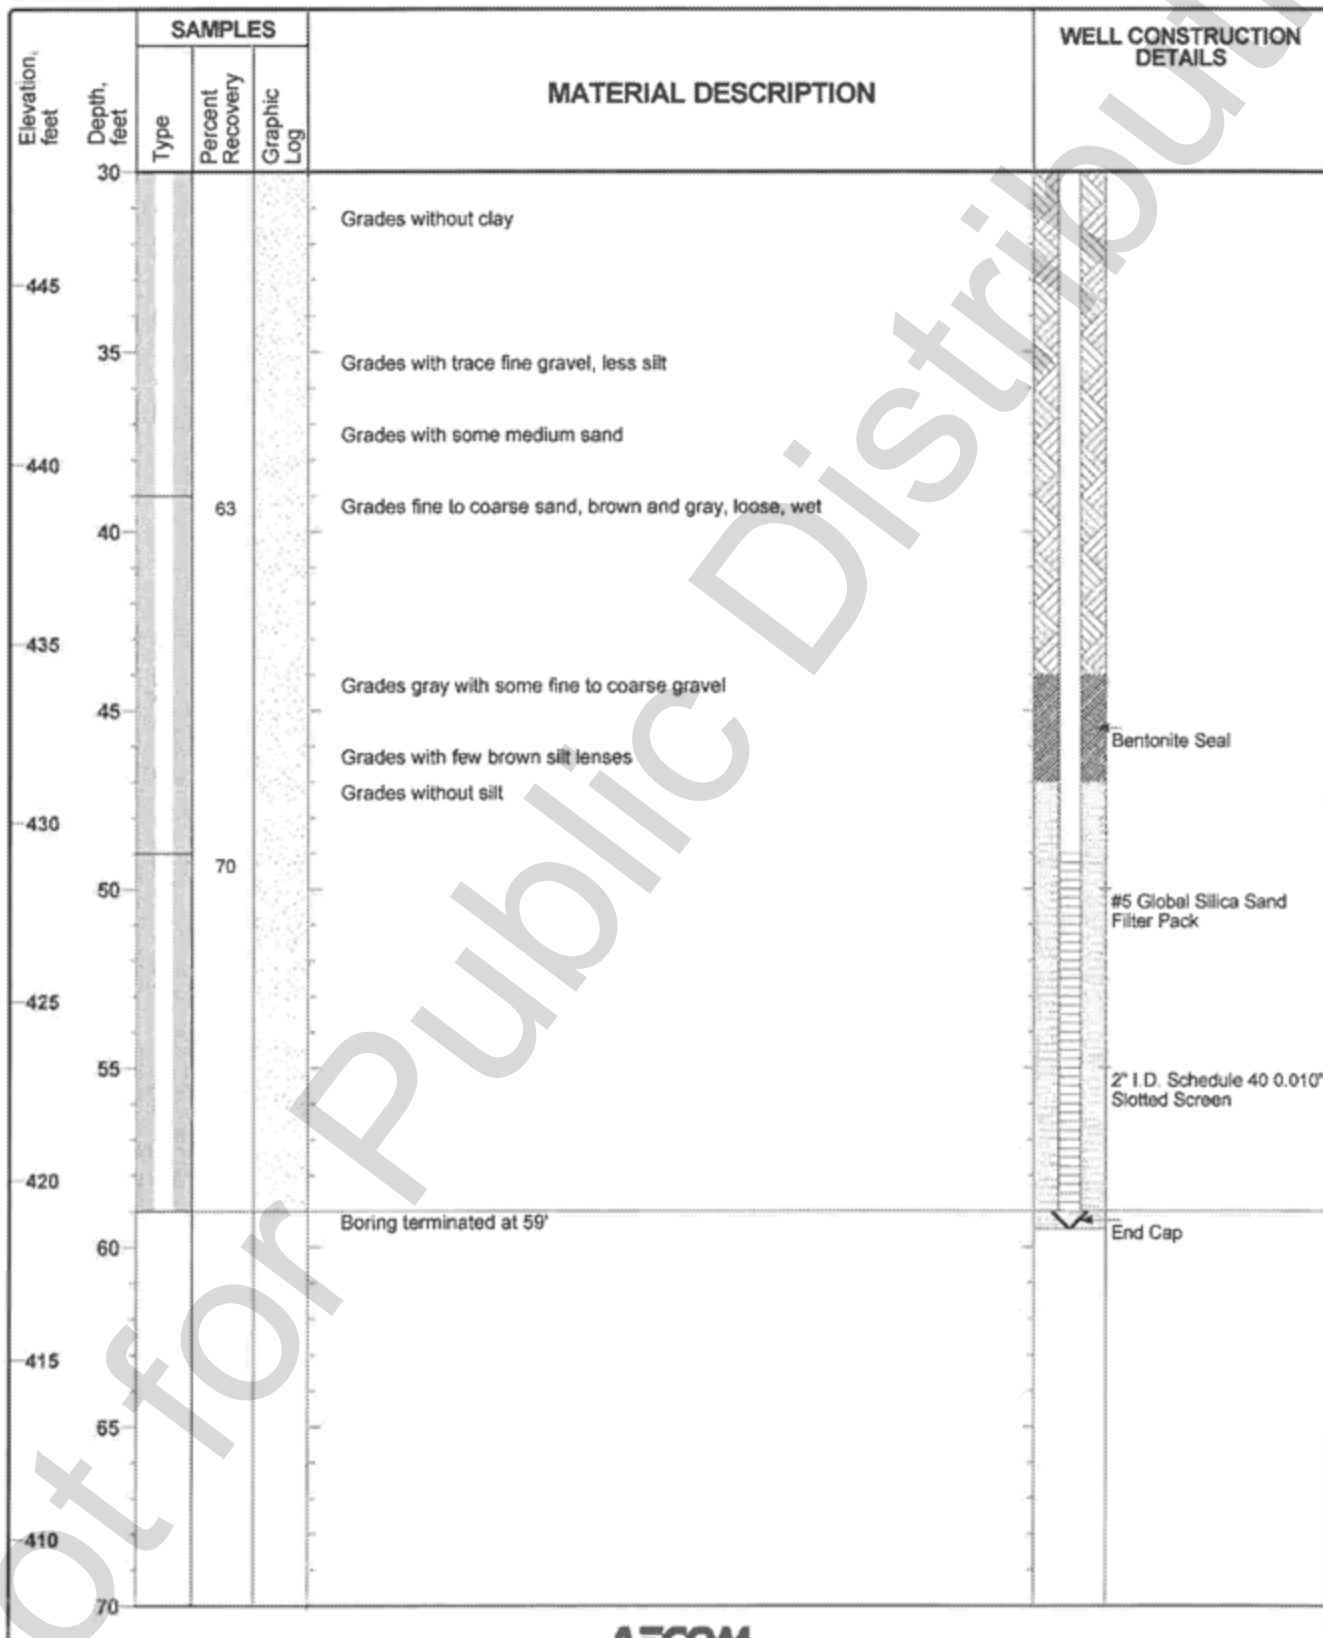 SAMPLES
WELL CONSTRUCTION
DETAILS
MATERIAL DESCRIPTION
Elevation,
feet
Depth,
feet
Type
Percent
Recovery
Graphic
Log
30
Grades without clay
445
35
Grades with trace fine gravel, less silt
Grades with some medium sand
440
63
Grades fine to coarse sand, brown and gray, loose, wet
40
435
Grades gray with some fine to coarse gravel
45
Bentonite Seal
Grades with few brown silt lenses
Grades without silt
430
70
50
#5 Global Silica Sand
Filter Pack
425
55
2" I.D. Schedule 40 0.010"
Slotted Screen
420
Boring terminated at 59'
End Cap
60
415
65
410
70
AECOM
ot for Public Distribut